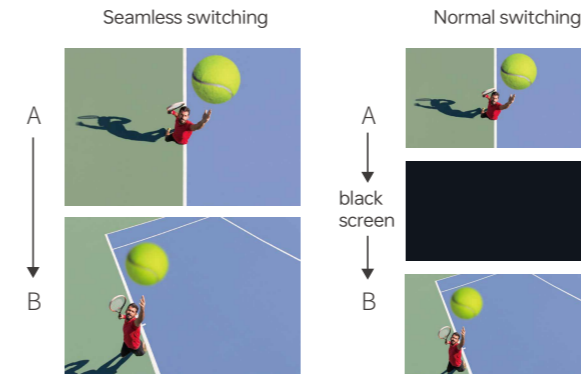 Seamless switching
A
B
Normal switching
A
black
screen
B